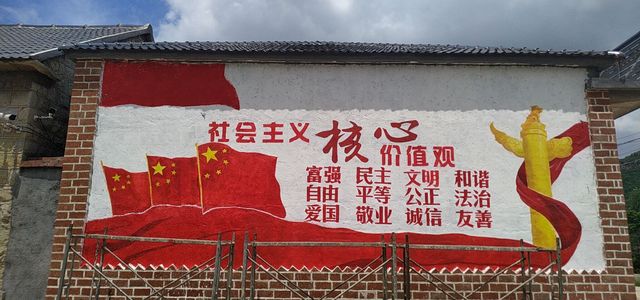 社会主义核心价值观
富强 民主 文明 和谐
自由 平等 公正 法治
爱国 敬业 诚信 友善